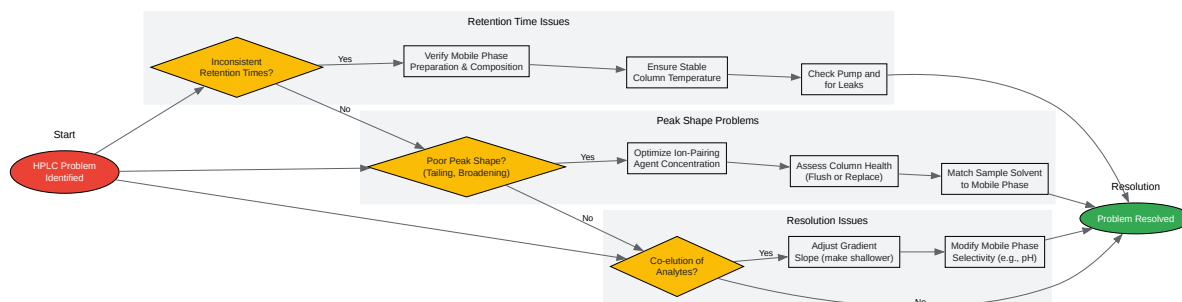 Retention Time Issues
Inconsistent
Retention Times?
Yes
Verify Mobile Phase
Preparation & Composition
Ensure Stable
Column Temperature
Check Pump and
for Leaks
No
Start
HPLC Problem
Identified
Peak Shape Problems
Poor Peak Shape?
(Tailing, Broadening)
Yes
Optimize Ion-Pairing
Agent Concentration
Assess Column Health
(Flush or Replace)
Match Sample Solvent
to Mobile Phase
No
Resolution
Problem Resolved
Resolution Issues
Co-elution of
Analytes?
Yes
Adjust Gradient
Slope (make shallower)
Modify Mobile Phase
Selectivity (e.g., pH)
No